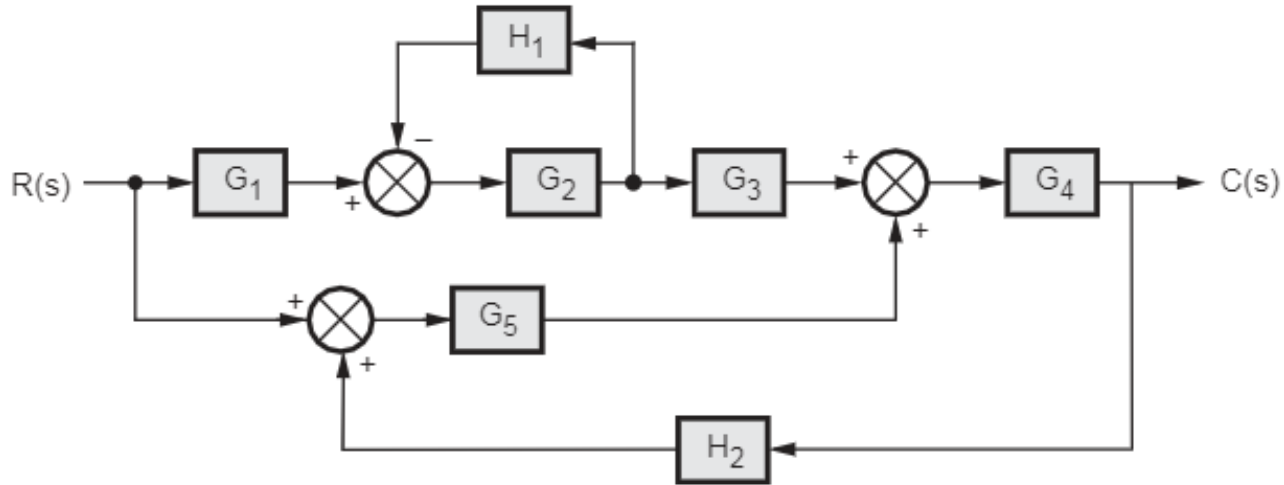 H₁
−
R(s) G₁ + G₂ G₃ + G₄ C(s)
+
+ G₅
+
H₂